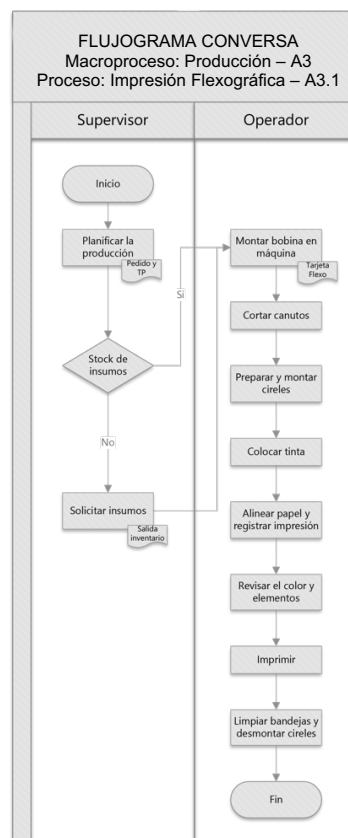 FLUJOGRAMA CONVERSA
Macroproceso: Producción – A3
Proceso: Impresión Flexográfica – A3.1
Supervisor
Operador
Inicio
Planificar la
producción
Pedido y
TP
Stock de
insumos
Si
No
Solicitar insumos
Salida
inventario
Montar bobina en
máquina
Tarjeta
Flexo
Cortar canutos
Preparar y montar
cireles
Colocar tinta
Alinear papel y
registrar impresión
Revisar el color y
elementos
Imprimir
Limpiar bandejas y
desmontar cireles
Fin